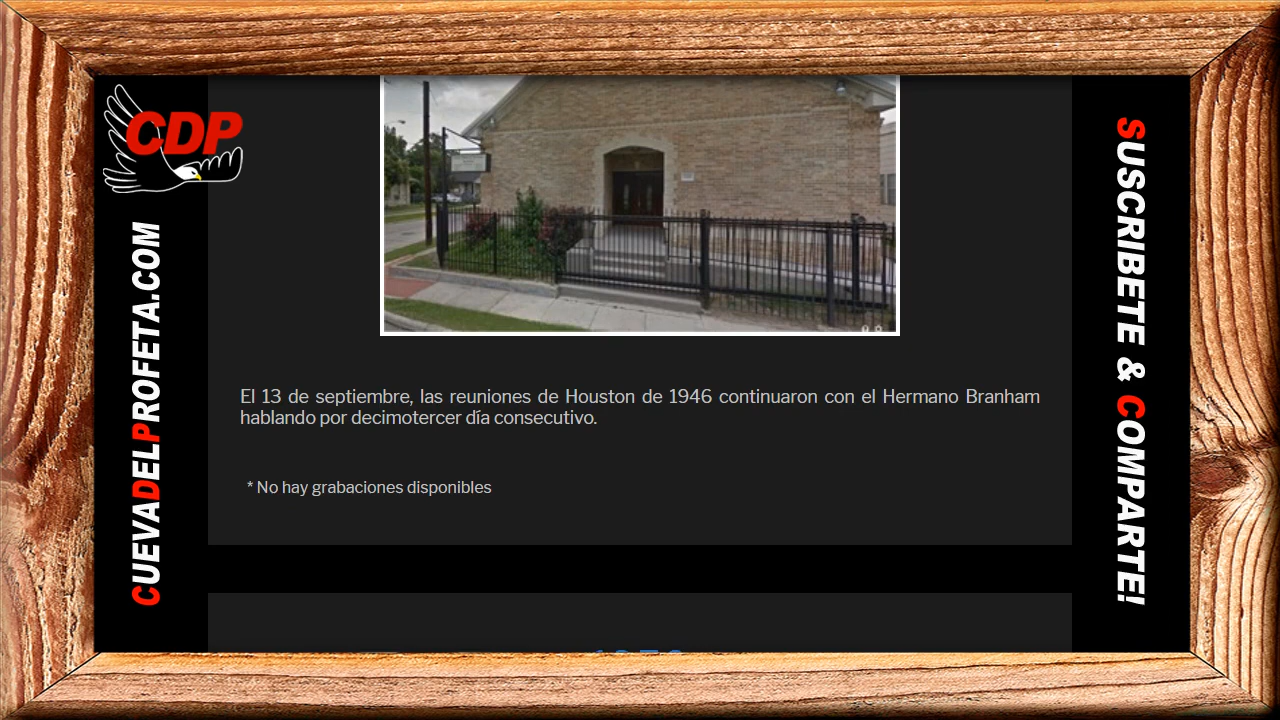 CDP
CUEVADELPROFETA.COM
SUSCRIBETE & COMPARTE!
El 13 de septiembre, las reuniones de Houston de 1946 continuaron con el Hermano Branham
hablando por decimotercer día consecutivo.
* No hay grabaciones disponibles